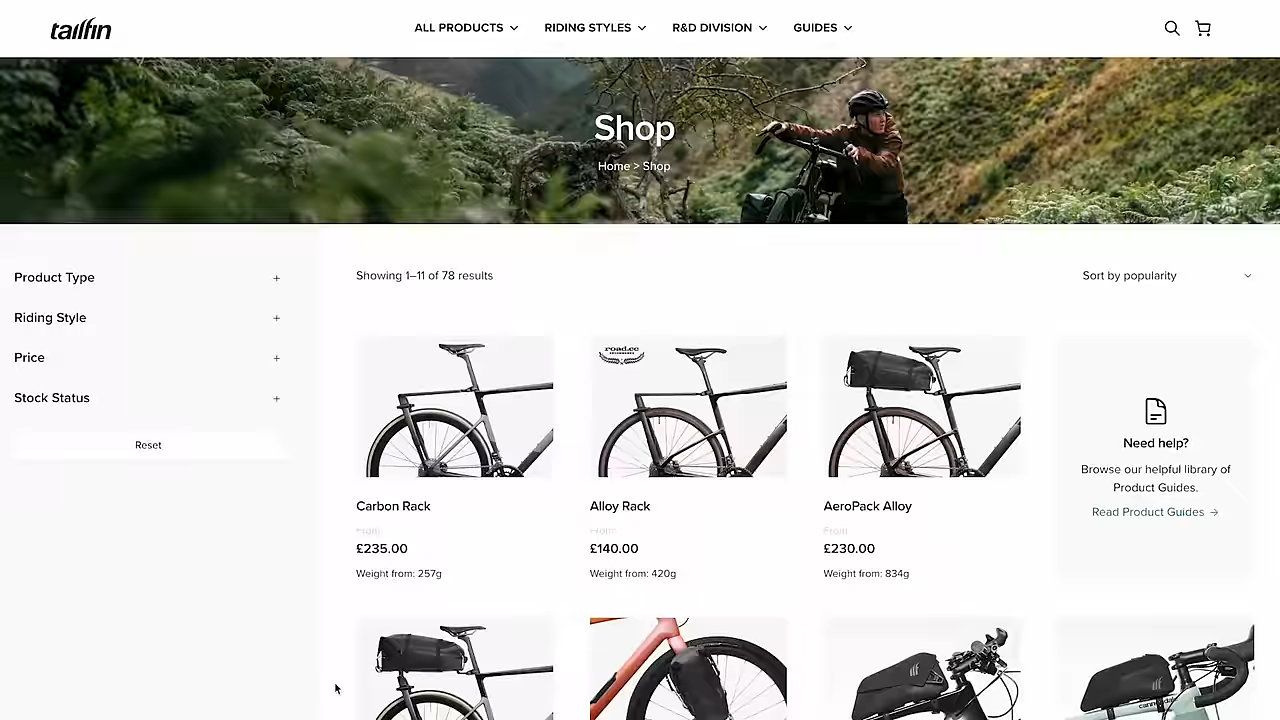 tailfin
ALL PRODUCTS
RIDING STYLES
R&D DIVISION
GUIDES
Shop
Home > Shop
Product Type
+
Riding Style
+
Price
+
Stock Status
+
Reset
Showing 1–11 of 78 results
Sort by popularity
road.cc
Need help?
Browse our helpful library of
Product Guides.
Read Product Guides →
Carbon Rack
From:
£235.00
Weight from: 257g
Alloy Rack
From:
£140.00
Weight from: 420g
AeroPack Alloy
From:
£230.00
Weight from: 834g
cannondale